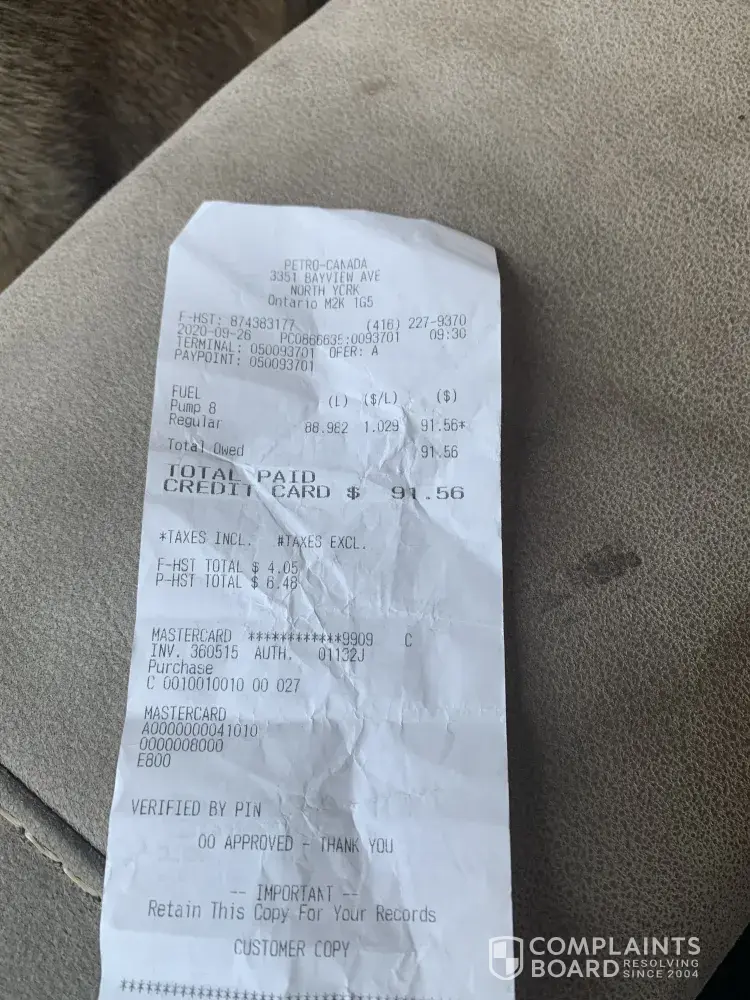 PETRO-CANADA
3351 BAYVIEW AVE
NORTH YORK
Ontario M2K 1G5
F-HST: 874383177 (416) 227-9370
2020-09-26 PC0866635:0093701 09:30
TERMINAL: 050093701 OFER: A
PAYPOINT: 050093701
FUEL
Pump 8 (L) ($/L) ($)
Regular 88.982 1.029 91.56*
Total Owed 91.56
TOTAL PAID
CREDIT CARD $ 91.56
*TAXES INCL. #TAXES EXCL.
F-HST TOTAL $ 4.05
P-HST TOTAL $ 6.48
MASTERCARD ************9909 C
INV. 360515 AUTH. 01132J
Purchase
C 0010010010 00 027
MASTERCARD
A0000000041010
0000008000
E800
VERIFIED BY PIN
00 APPROVED - THANK YOU
-- IMPORTANT --
Retain This Copy For Your Records
CUSTOMER COPY
COMPLAINTS
BOARD RESOLVING
SINCE 2004